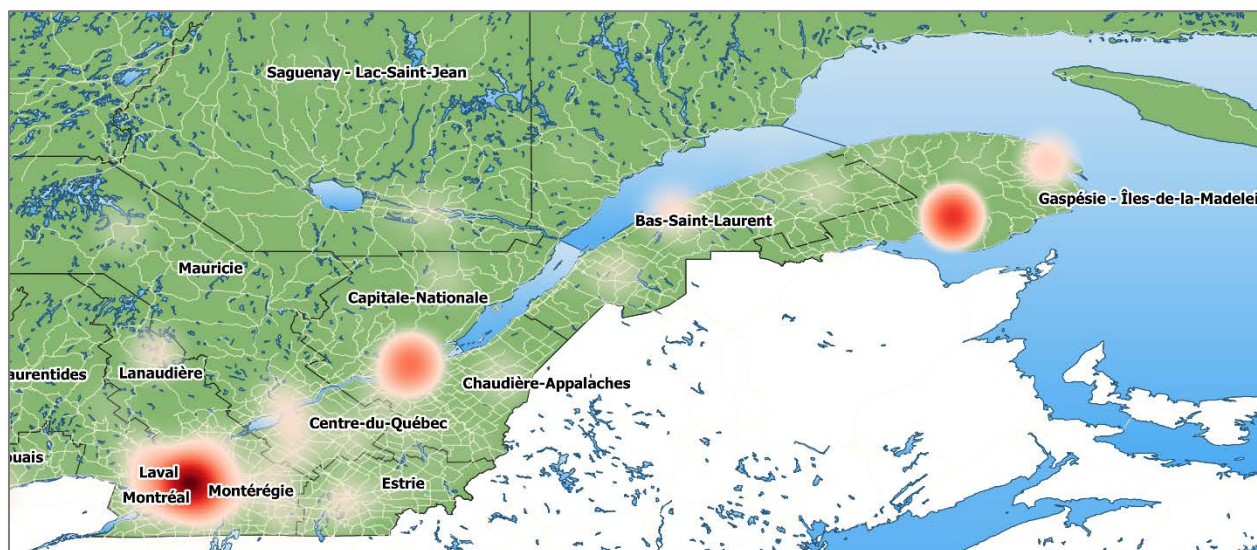 Saguenay - Lac-Saint-Jean
Gaspésie - Îles-de-la-Madelei
Bas-Saint-Laurent
Mauricie
Capitale-Nationale
aurentides
Lanaudière
Chaudière-Appalaches
Centre-du-Québec
ouais
Laval
Estrie
Montréal
Montérégie